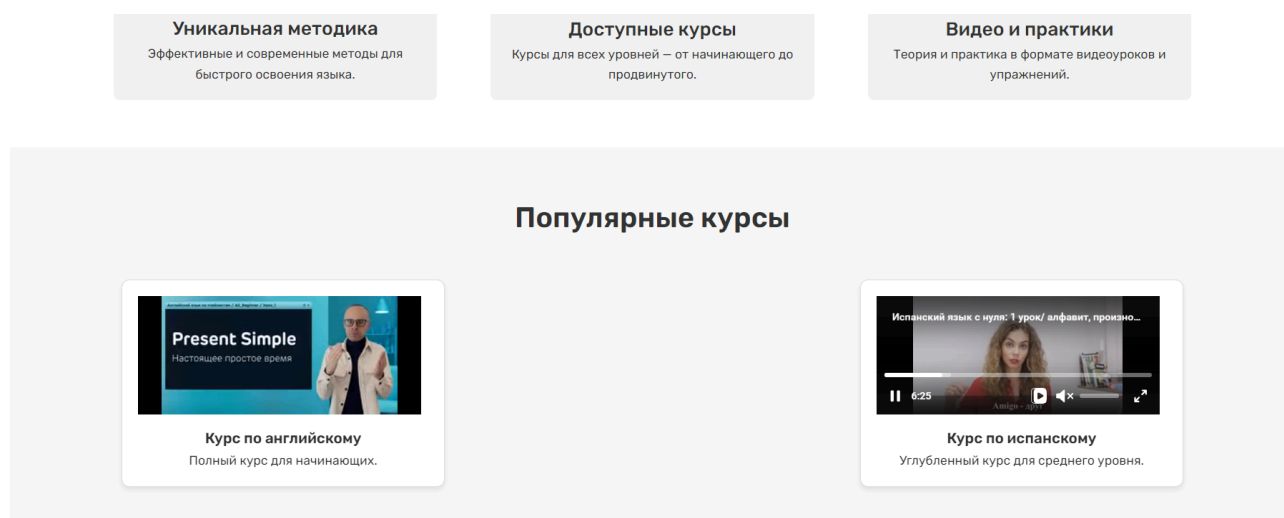 Уникальная методика
Эффективные и современные методы для
быстрого освоения языка.
Доступные курсы
Курсы для всех уровней — от начинающего до
продвинутого.
Видео и практики
Теория и практика в формате видеоуроков и
упражнений.
Популярные курсы
Present Simple
Настоящее простое время
Курс по английскому
Полный курс для начинающих.
Испанский язык с нуля: 1 урок/ алфавит, произно...
6:25
Amigo - друг
Курс по испанскому
Углубленный курс для среднего уровня.